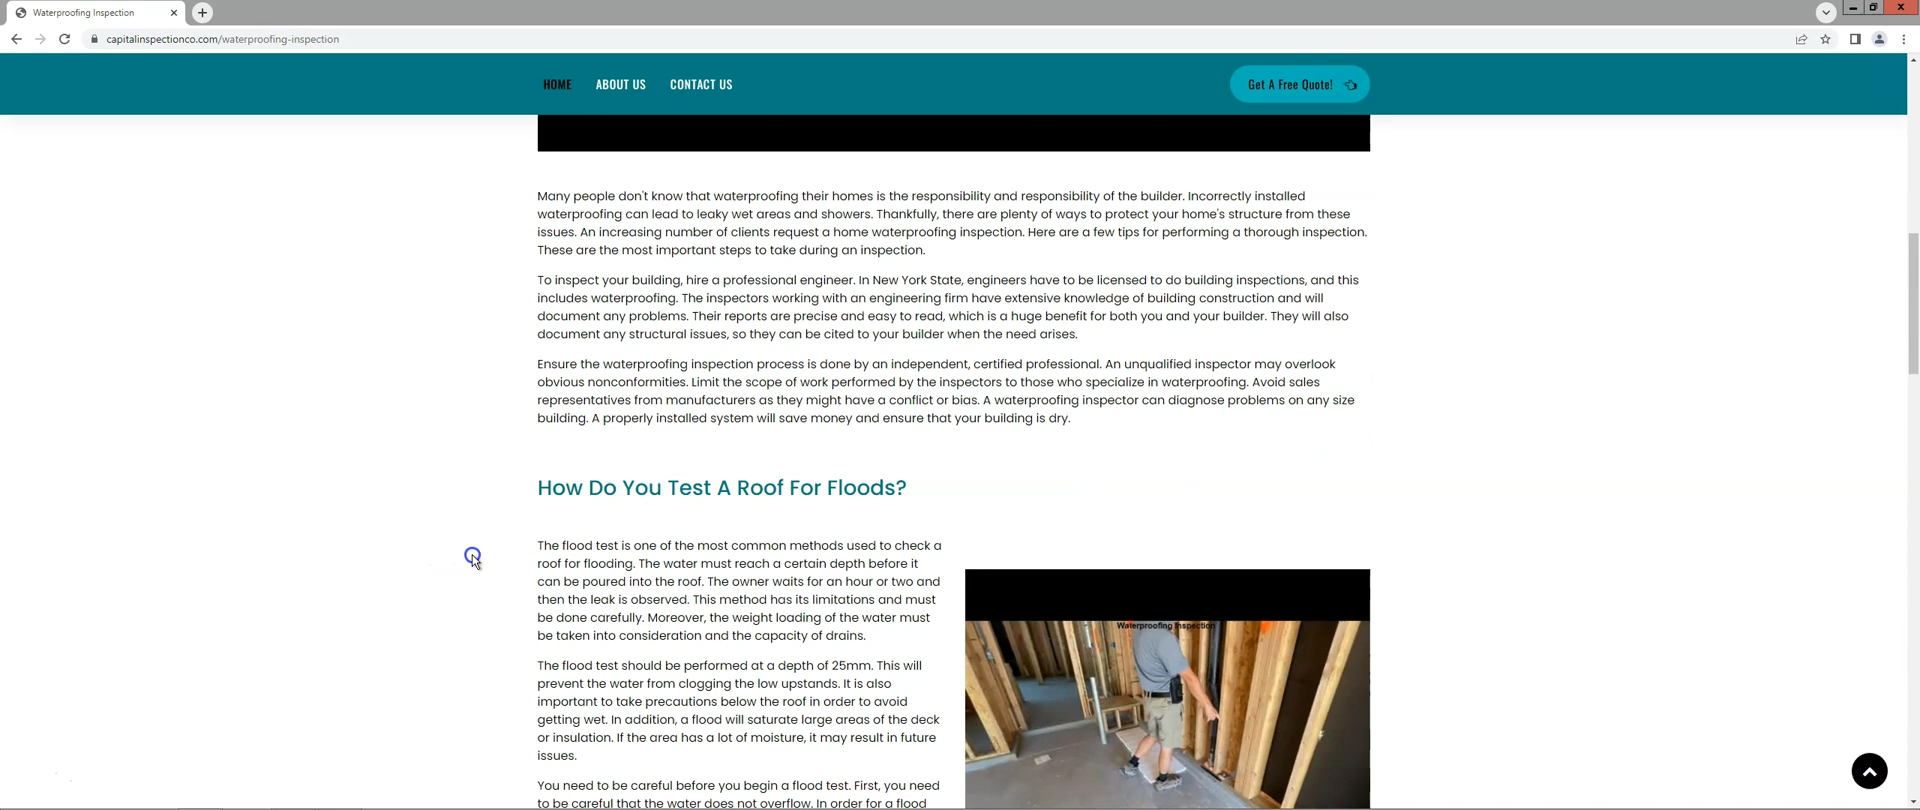 Waterproofing Inspection
capitalinspectionco.com/waterproofing-inspection
HOME ABOUT US CONTACT US Get A Free Quote!
Many people don't know that waterproofing their homes is the responsibility and responsibility of the builder. Incorrectly installed
waterproofing can lead to leaky wet areas and showers. Thankfully, there are plenty of ways to protect your home's structure from these
issues. An increasing number of clients request a home waterproofing inspection. Here are a few tips for performing a thorough inspection.
These are the most important steps to take during an inspection.
To inspect your building, hire a professional engineer. In New York State, engineers have to be licensed to do building inspections, and this
includes waterproofing. The inspectors working with an engineering firm have extensive knowledge of building construction and will
document any problems. Their reports are precise and easy to read, which is a huge benefit for both you and your builder. They will also
document any structural issues, so they can be cited to your builder when the need arises.
Ensure the waterproofing inspection process is done by an independent, certified professional. An unqualified inspector may overlook
obvious nonconformities. Limit the scope of work performed by the inspectors to those who specialize in waterproofing. Avoid sales
representatives from manufacturers as they might have a conflict or bias. A waterproofing inspector can diagnose problems on any size
building. A properly installed system will save money and ensure that your building is dry.
How Do You Test A Roof For Floods?
The flood test is one of the most common methods used to check a
roof for flooding. The water must reach a certain depth before it
can be poured into the roof. The owner waits for an hour or two and
then the leak is observed. This method has its limitations and must
be done carefully. Moreover, the weight loading of the water must
be taken into consideration and the capacity of drains.
The flood test should be performed at a depth of 25mm. This will
prevent the water from clogging the low upstands. It is also
important to take precautions below the roof in order to avoid
getting wet. In addition, a flood will saturate large areas of the deck
or insulation. If the area has a lot of moisture, it may result in future
issues.
You need to be careful before you begin a flood test. First, you need
to be careful that the water does not overflow. In order for a flood
Waterproofing Inspection